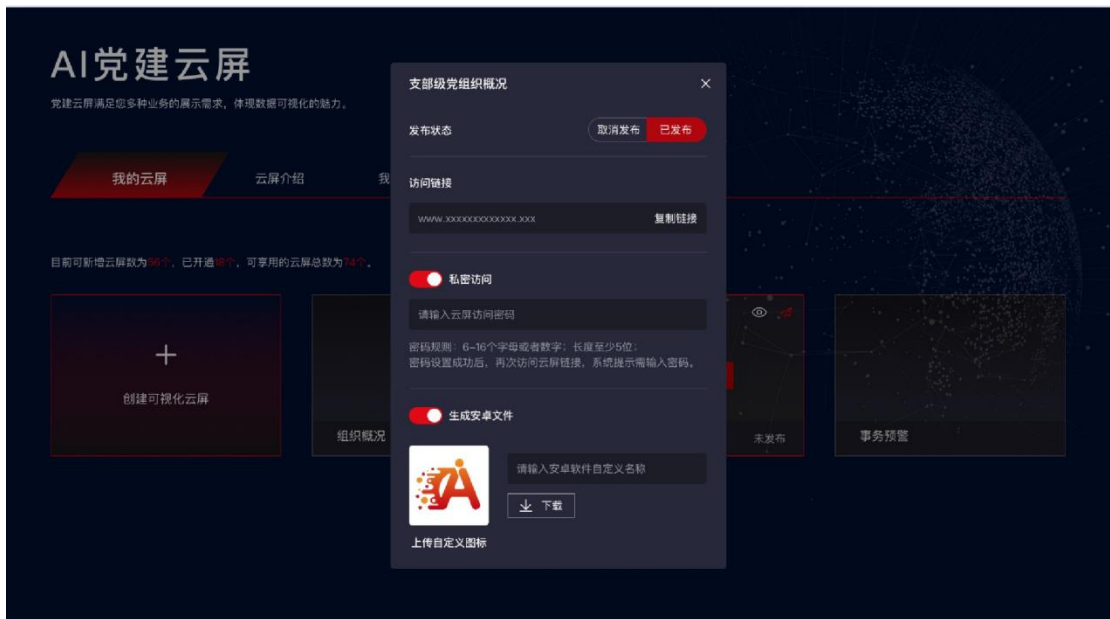 AI党建云屏
党建云屏满足您多种业务的展示需求，体现数据可视化的魅力。
我的云屏
云屏介绍
我
目前可新增云屏数为56个，已开通18个，可享用的云屏总数为74个。
创建可视化云屏
组织概况
未发布
事务预警
支部级党组织概况
发布状态
取消发布
已发布
访问链接
www.xxxxxxxxxxxxx.xxx
复制链接
私密访问
请输入云屏访问密码
密码规则：6-16个字母或者数字；长度至少5位；
密码设置成功后，再次访问云屏链接，系统提示需输入密码。
生成安卓文件
请输入安卓软件自定义名称
下载
上传自定义图标